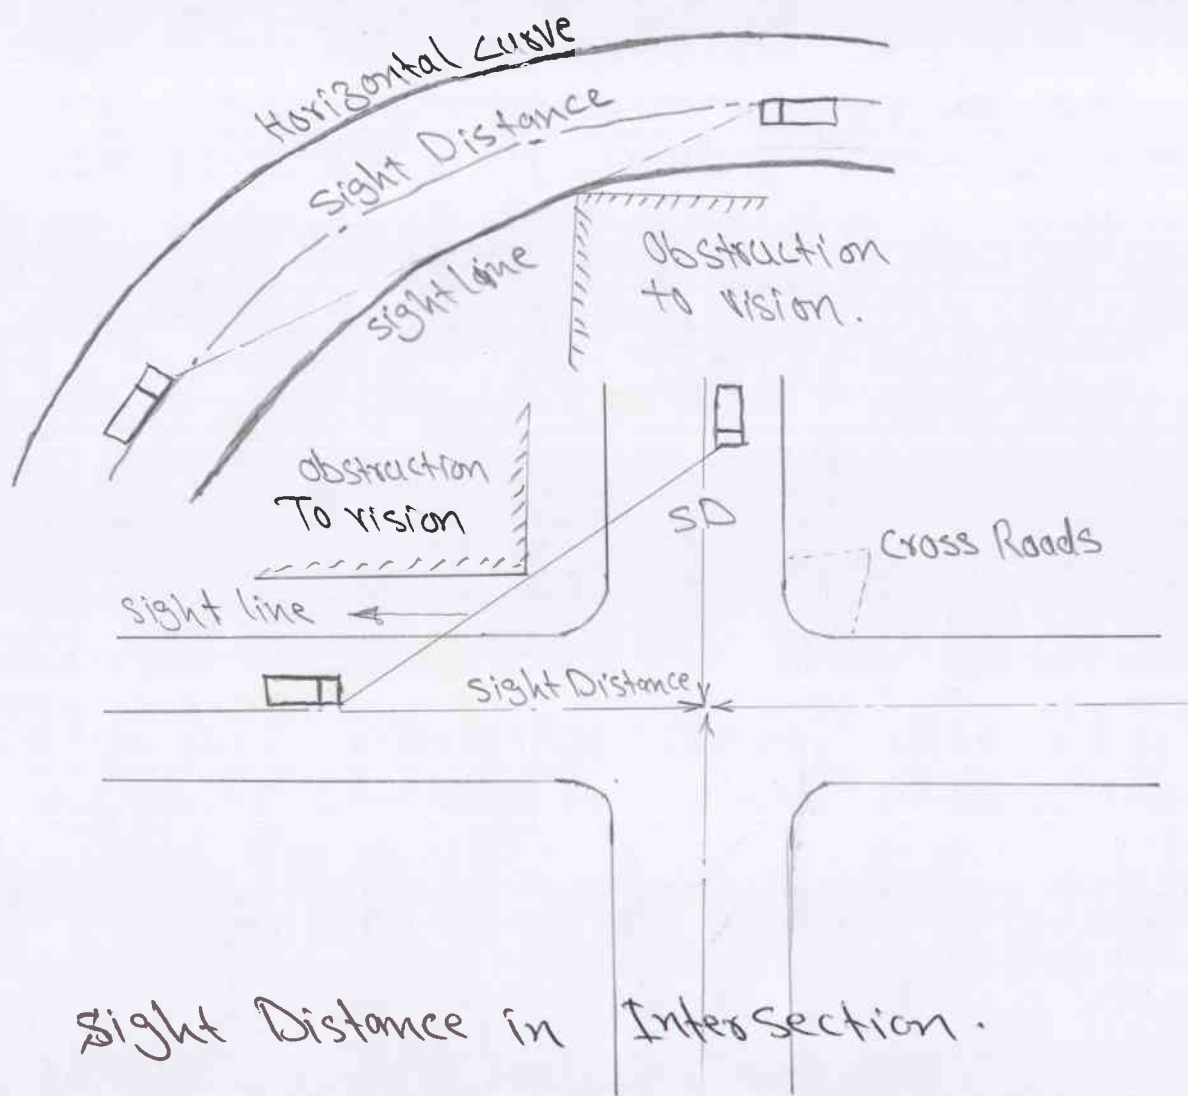 Horizontal Curve
Sight Distance
sight line
obstruction
to vision.
obstruction
To vision
SD
Cross Roads
sight line
Sight Distance
Sight Distance in Intersection.